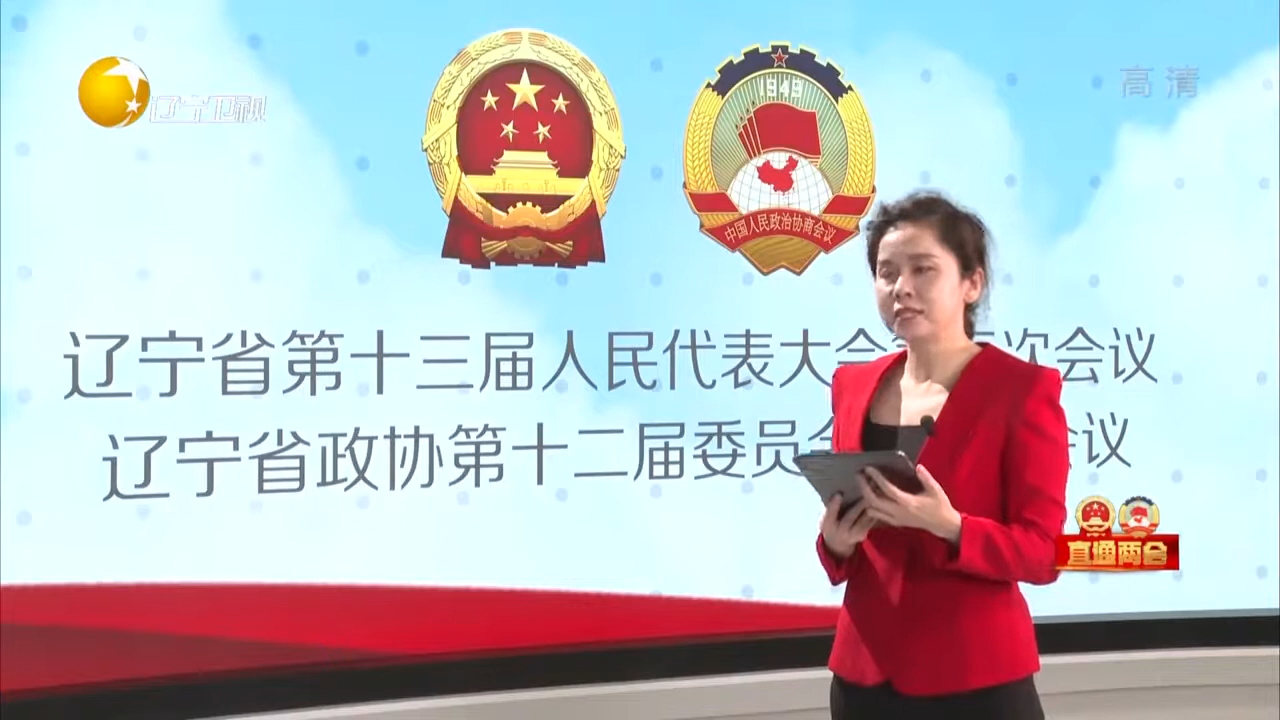 辽宁卫视
高清
1949
中国人民政治协商会议
辽宁省第十三届人民代表大会 次会议
辽宁省政协第十二届委员会 会议
直通两会